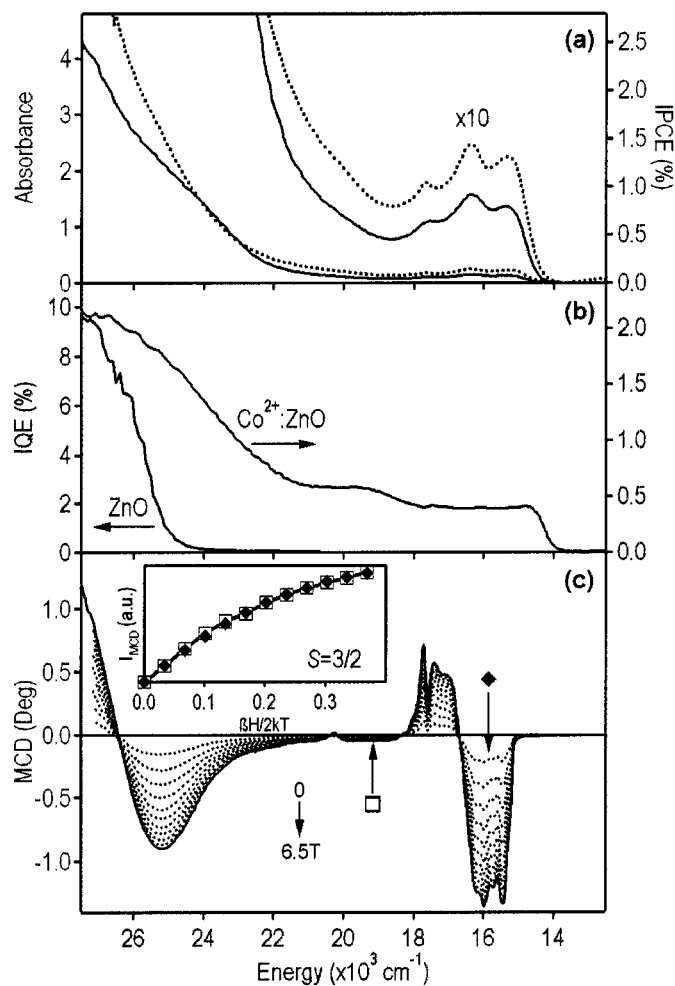 (a)
x10
Absorbance
4
3
2
1
0
IPCE (%)
2.5
2.0
1.5
1.0
0.5
0.0
(b)
IQE (%)
10
8
6
4
2
0
Co²⁺:ZnO
ZnO
2.0
1.5
1.0
0.5
0.0
(c)
MCD (Deg)
1.0
0.5
0.0
-0.5
-1.0
I_MCD (a.u.)
S=3/2
0.0 0.1 0.2 0.3
ßH/2kT
0
6.5T
26 24 22 20 18 16 14
Energy (x10³ cm⁻¹)